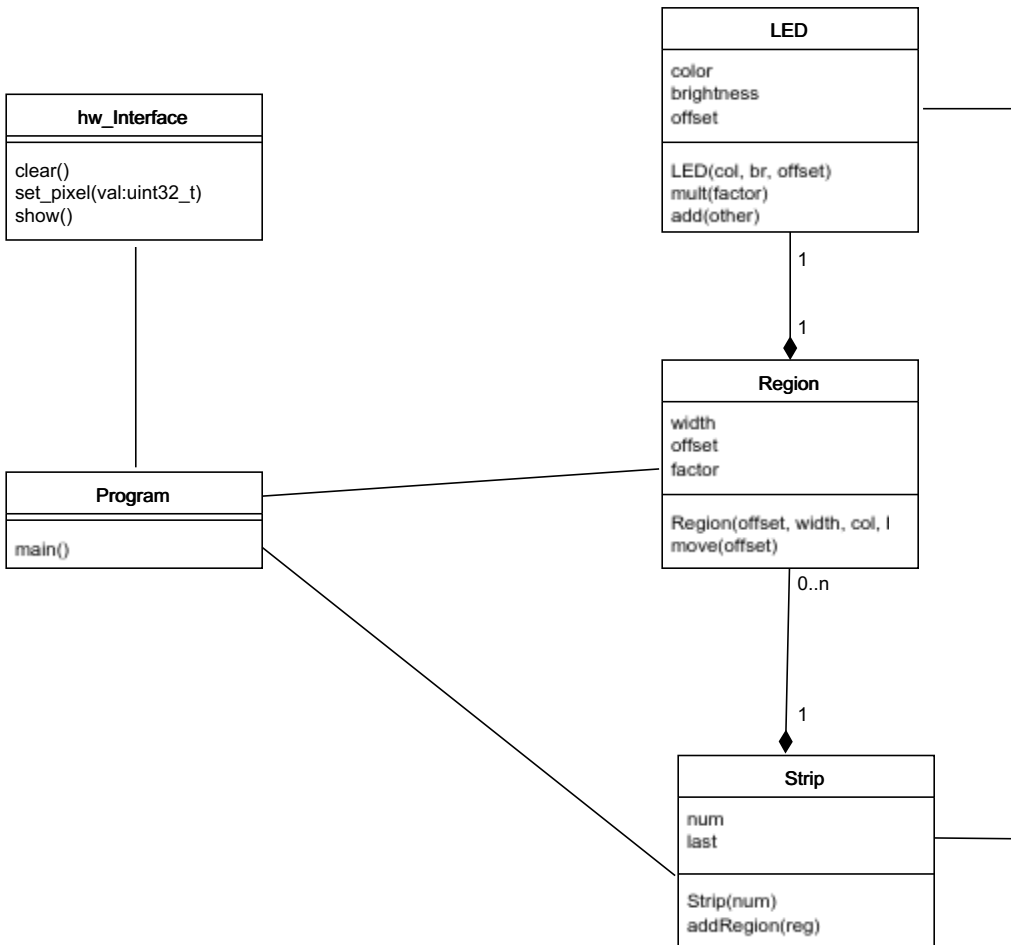 LED
color
brightness
offset
LED(col, br, offset)
mult(factor)
add(other)
hw_Interface
clear()
set_pixel(val:uint32_t)
show()
1
1
Region
width
offset
factor
Region(offset, width, col, l
move(offset)
Program
main()
0..n
1
Strip
num
last
Strip(num)
addRegion(reg)